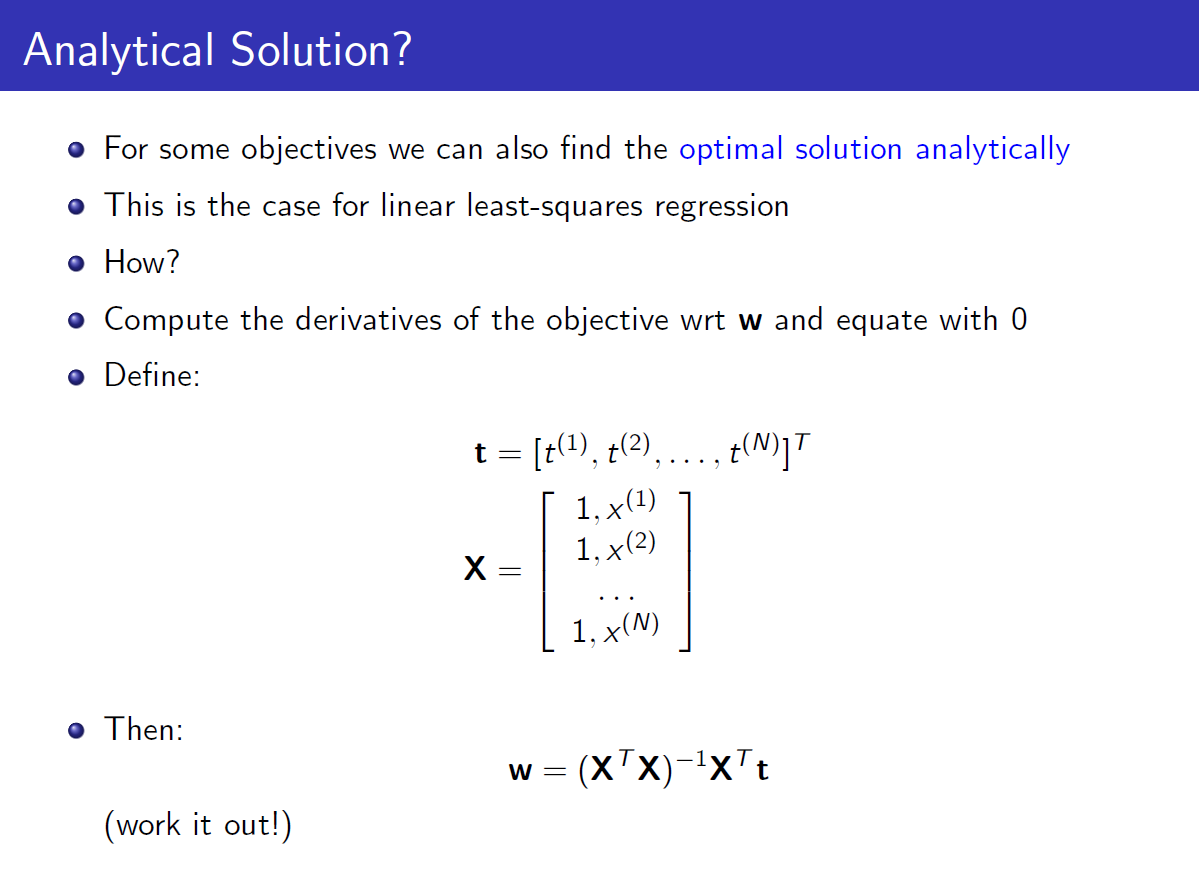 Analytical Solution?
For some objectives we can also find the optimal solution analytically
This is the case for linear least-squares regression
How?
Compute the derivatives of the objective wrt w and equate with 0
Define:
t = [t^(1), t^(2), . . . , t^(N)]^T
X = [
1, x^(1)
1, x^(2)
. . .
1, x^(N)
]
Then:
w = (X^T X)^−1 X^T t
(work it out!)